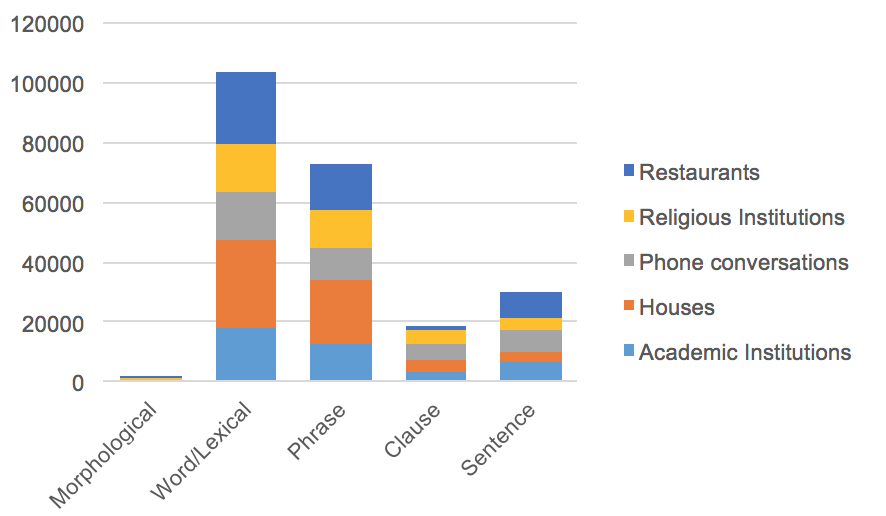 120000
100000
80000
60000
40000
20000
0
Morphological
Word/Lexical
Phrase
Clause
Sentence
Restaurants
Religious Institutions
Phone conversations
Houses
Academic Institutions